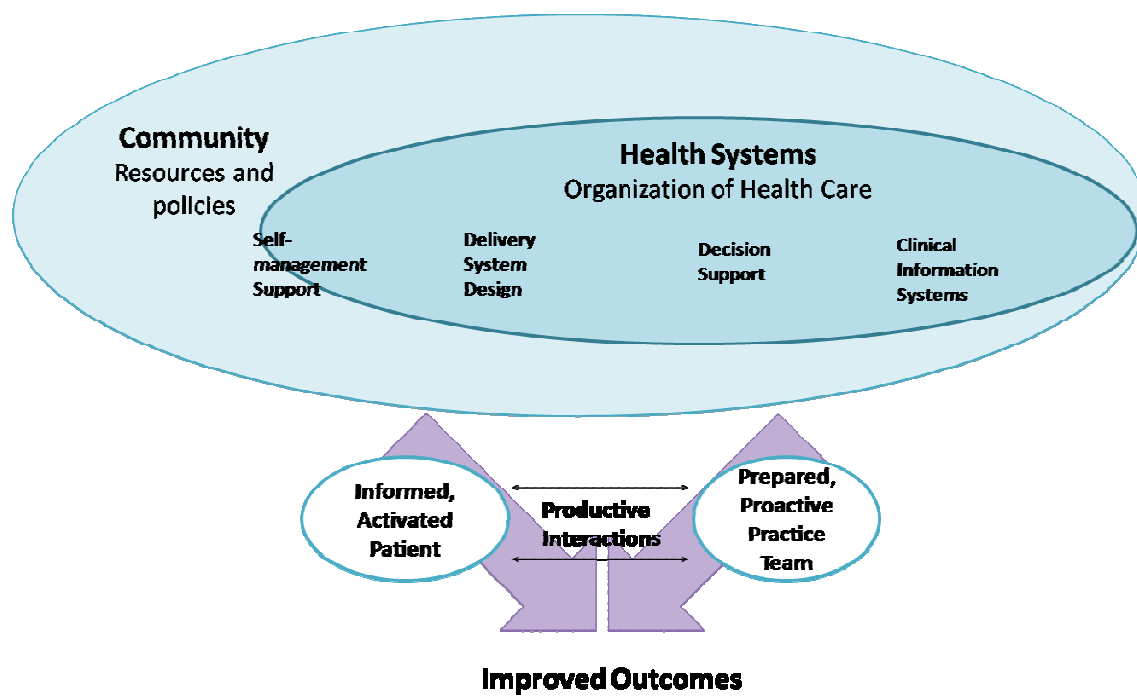 Community
Resources and
policies
Health Systems
Organization of Health Care
Self-
management
Support
Delivery
System
Design
Decision
Support
Clinical
Information
Systems
Informed,
Activated
Patient
Productive
Interactions
Prepared,
Proactive
Practice
Team
Improved Outcomes